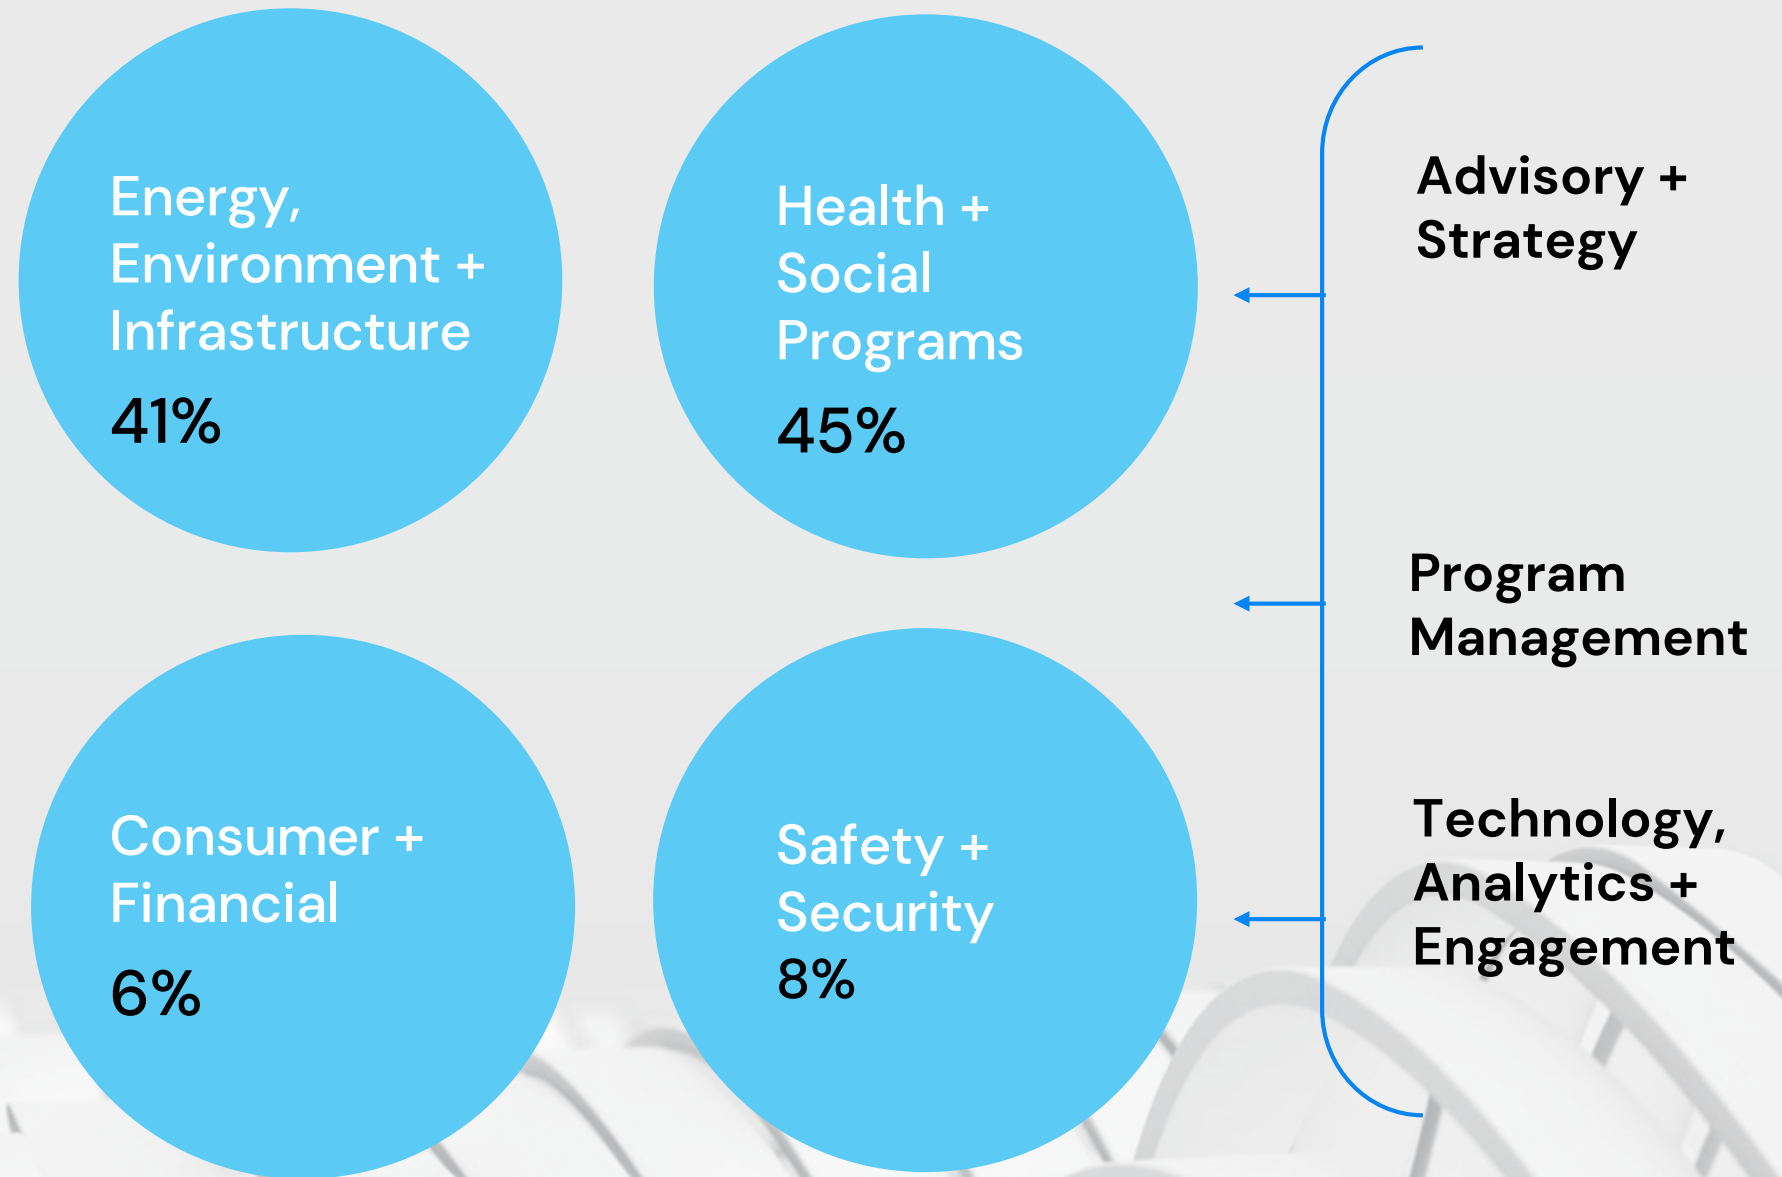 Energy,
Environment +
Infrastructure
41%
Health +
Social
Programs
45%
Consumer +
Financial
6%
Safety +
Security
8%
Advisory +
Strategy
Program
Management
Technology,
Analytics +
Engagement